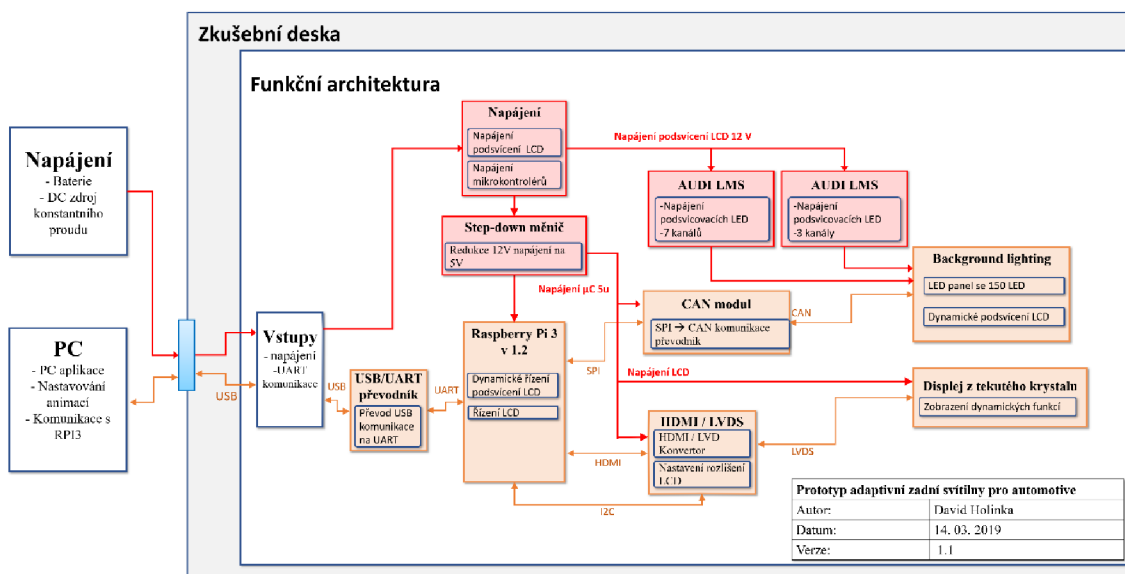 Zkušební deska
Funkční architektura
Napájení
- Baterie
- DC zdroj
konstantního
proudu
PC
- PC aplikace
- Nastavování
animací
- Komunikace s
RPI3
USB
Vstupy
- napájení
-UART
komunikace
USB
USB/UART
převodník
Převod USB
komunikace
na UART
UART
Napájení
Napájení
podsvícení LCD
Napájení
mikrokontrolérů
Napájení podsvícení LCD 12 V
Step-down měnič
Redukce 12V napájení na
5V
Napájení µC 5u
AUDI LMS
-Napájení
podsvicovacích LED
-7 kanálů
AUDI LMS
-Napájení
podsvicovacích LED
-3 kanály
Raspberry Pi 3
v 1.2
Dynamické řízení
podsvícení LCD
Řízení LCD
SPI
HDMI
I2C
CAN modul
SPI → CAN komunikace
převodník
CAN
Background lighting
LED panel se 150 LED
Dynamické podsvícení LCD
Napájení LCD
Displej z tekutého krystaln
Zobrazení dynamických funkcí
HDMI / LVDS
HDMI / LVD
Konvertor
Nastavení rozlišení
LCD
LVDS
Prototyp adaptivní zadní svítilny pro automotive
Autor: David Holinka
Datum: 14. 03. 2019
Verze: 1.1